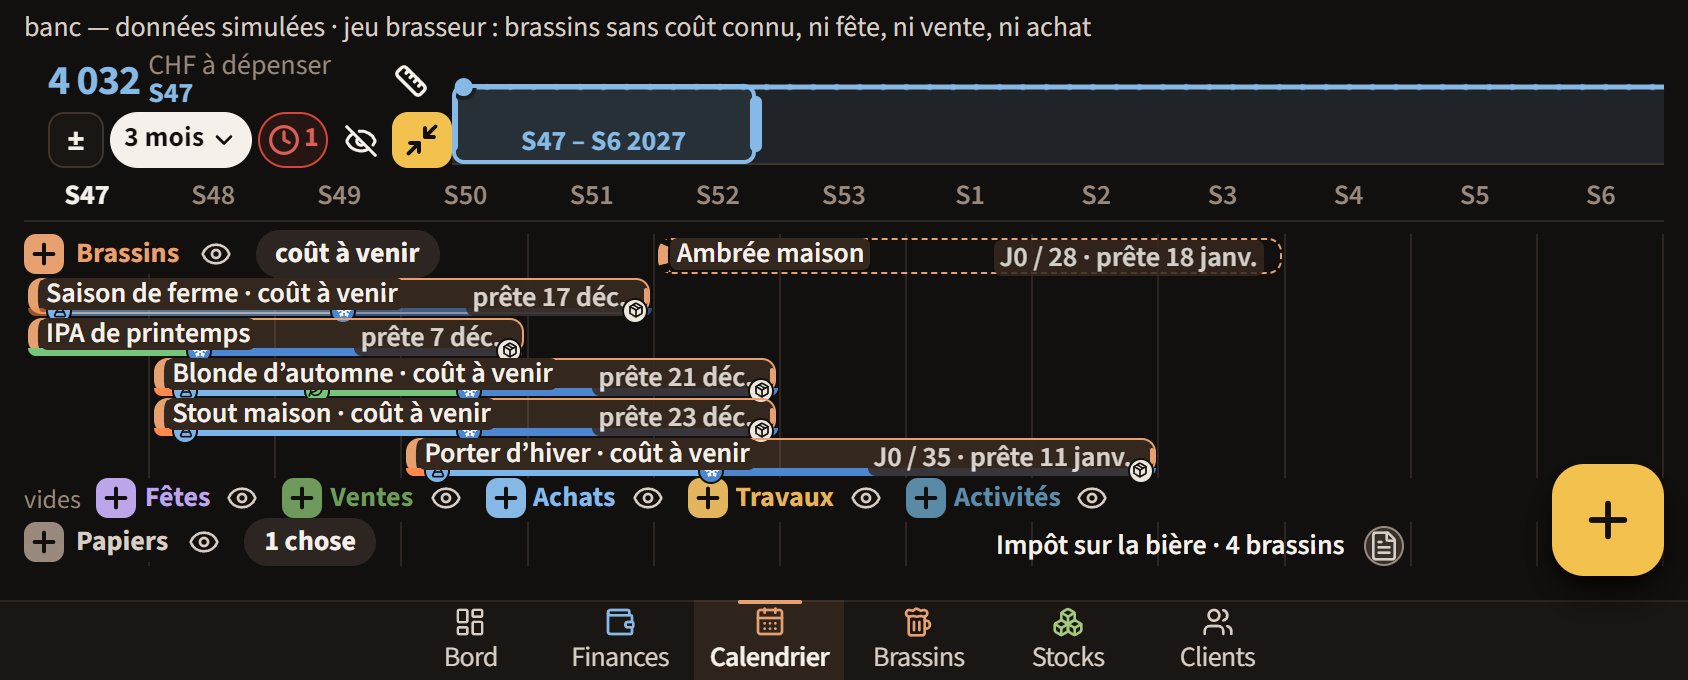 banc — données simulées · jeu brasseur : brassins sans coût connu, ni fête, ni vente, ni achat
4 032 CHF à dépenser
S47
± 3 mois 1
S47 – S6 2027
S47 S48 S49 S50 S51 S52 S53 S1 S2 S3 S4 S5 S6
Brassins coût à venir Ambrée maison J0 / 28 · prête 18 janv.
Saison de ferme · coût à venir prête 17 déc.
IPA de printemps prête 7 déc.
Blonde d’automne · coût à venir prête 21 déc.
Stout maison · coût à venir prête 23 déc.
Porter d’hiver · coût à venir J0 / 35 · prête 11 janv.
vides + Fêtes + Ventes + Achats + Travaux + Activités
+ Papiers 1 chose Impôt sur la bière · 4 brassins
+
Bord Finances Calendrier Brassins Stocks Clients